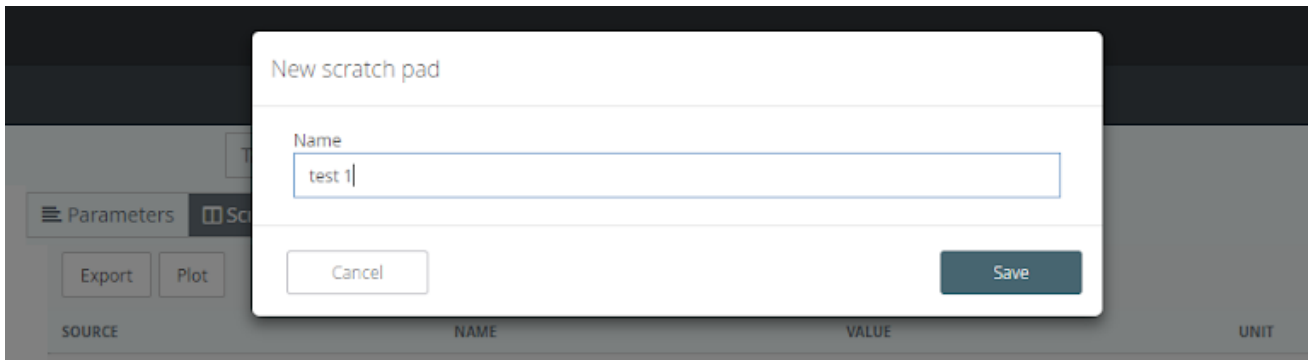 New scratch pad
Name
test 1
Parameters
Export Plot
Cancel Save
SOURCE NAME VALUE UNIT